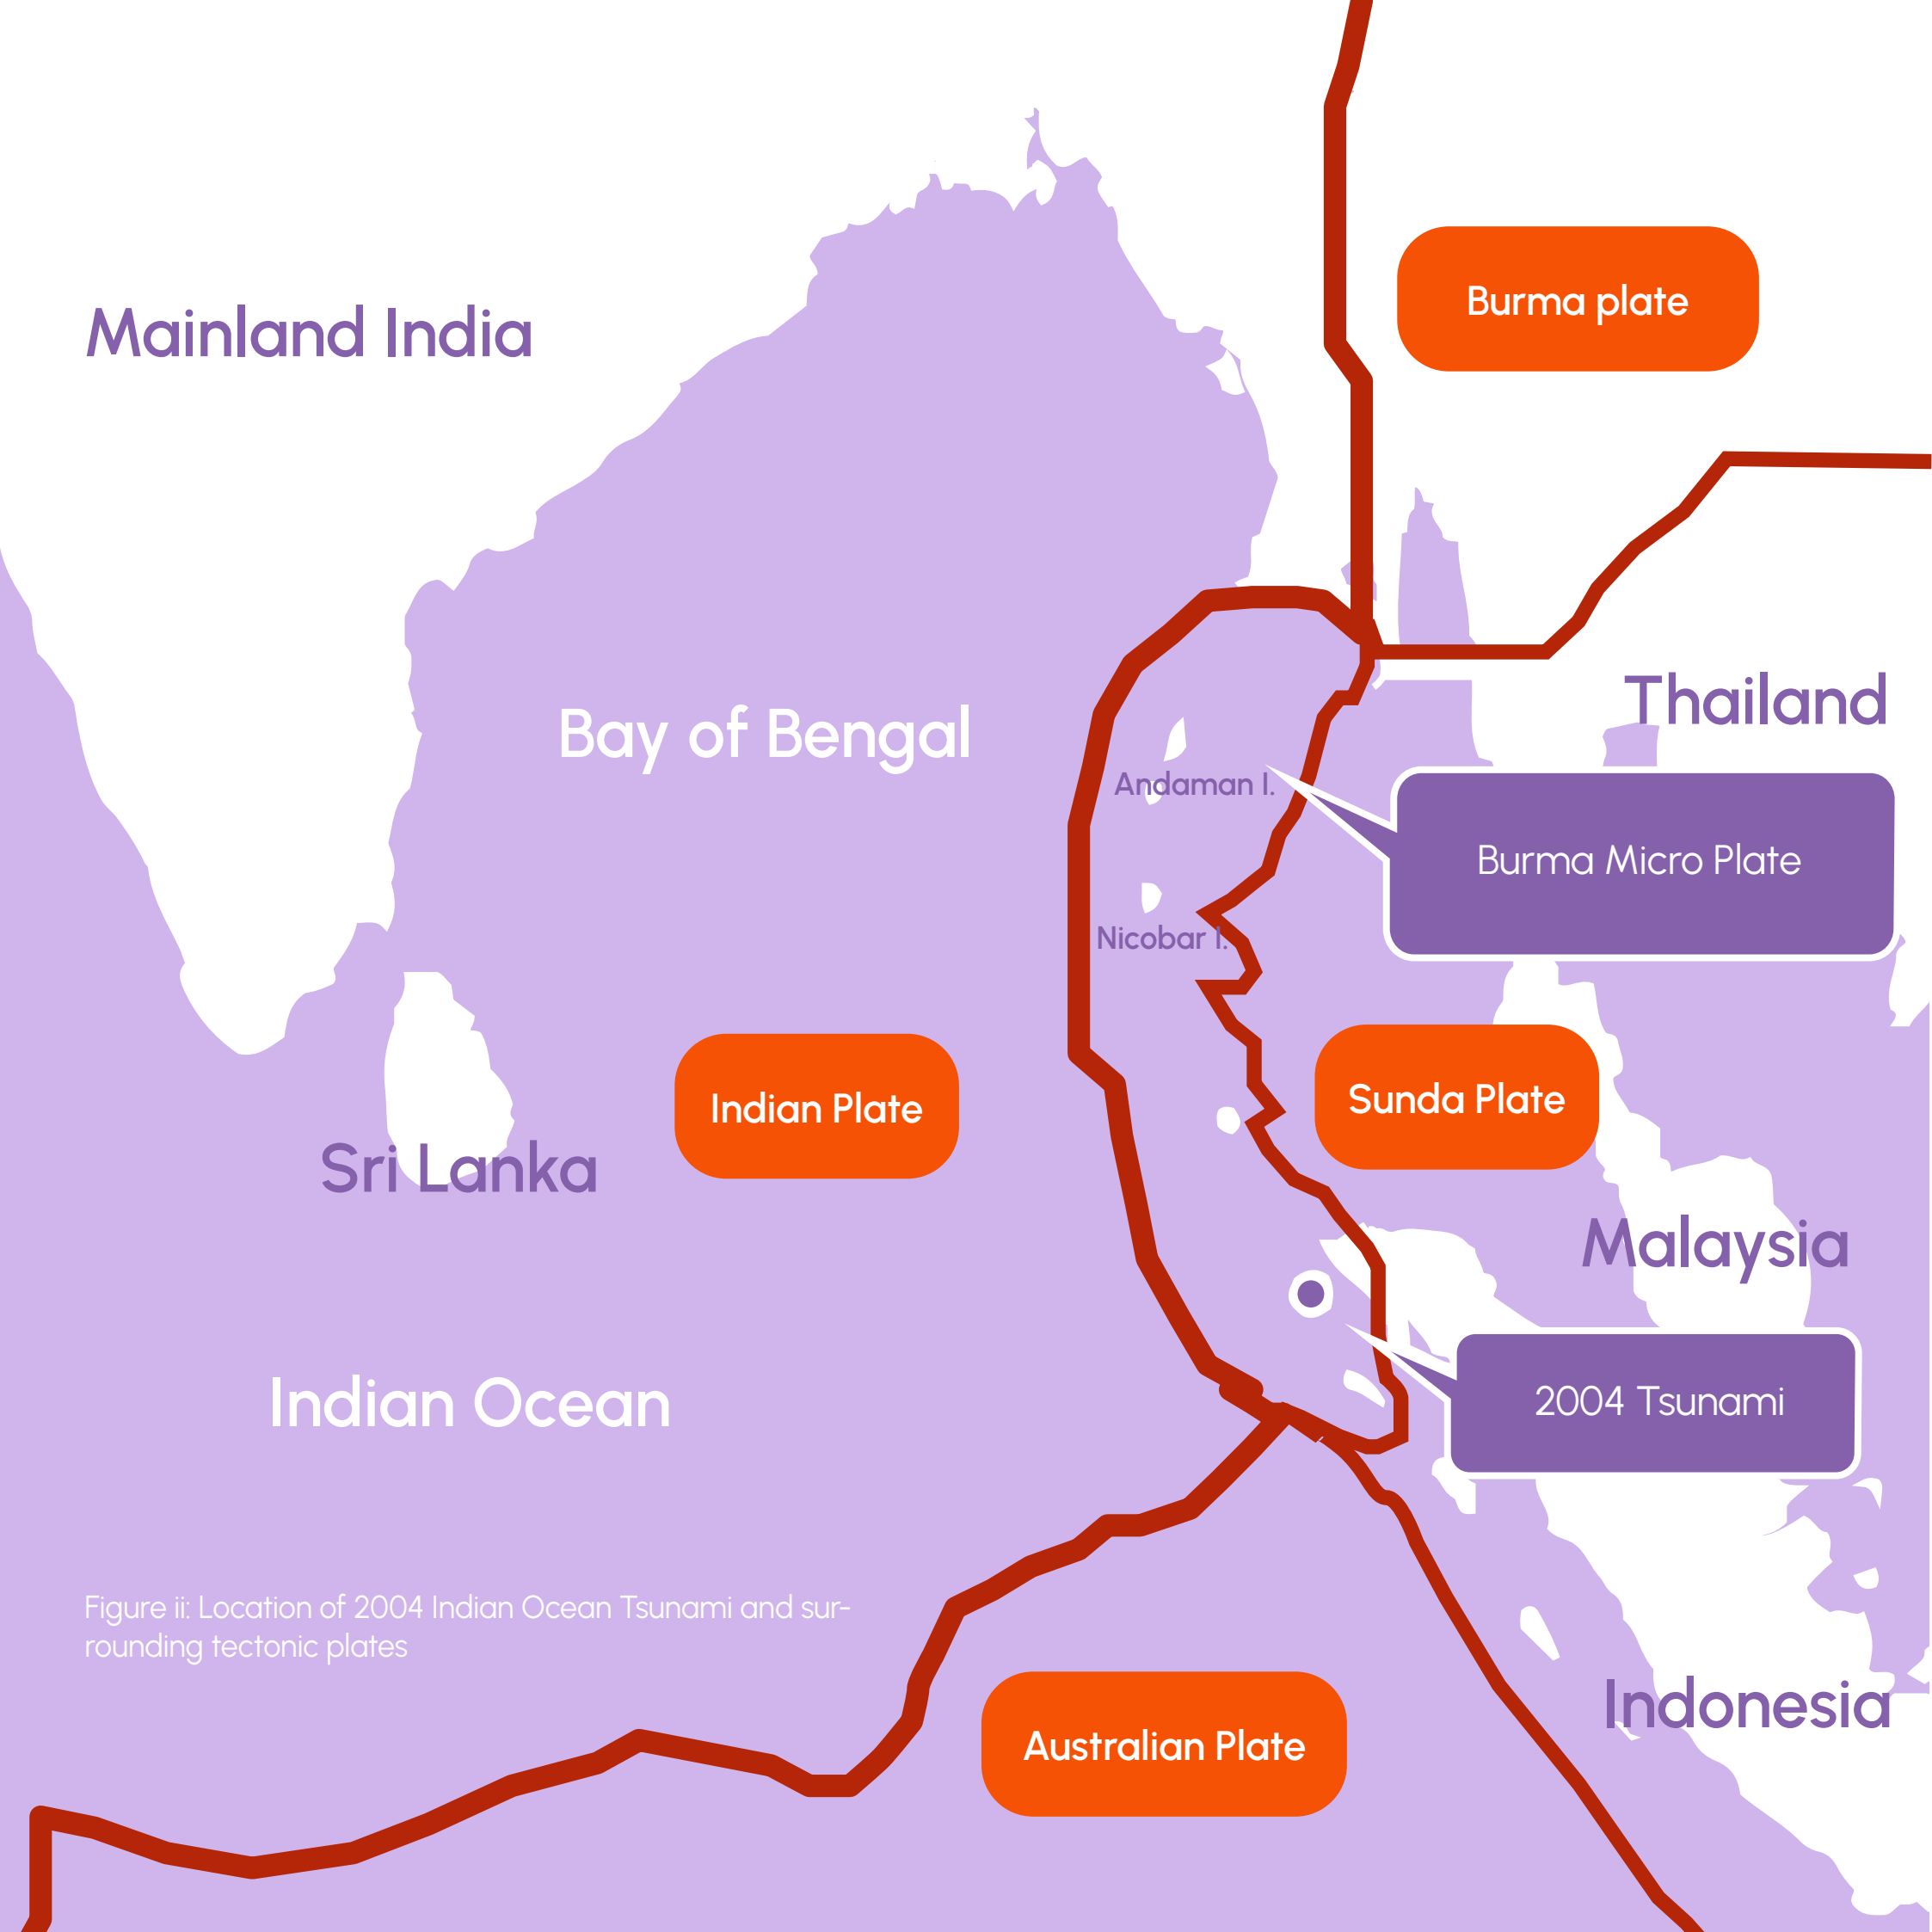 Burma plate
Mainland India
Thailand
Bay of Bengal
Andaman I.
Burma Micro Plate
Nicobar I.
Sunda Plate
Indian Plate
Sri Lanka
Malaysia
Indian Ocean
2004 Tsunami
Figure ii: Location of 2004 Indian Ocean Tsunami and sur-
rounding tectonic plates
Indonesia
Australian Plate